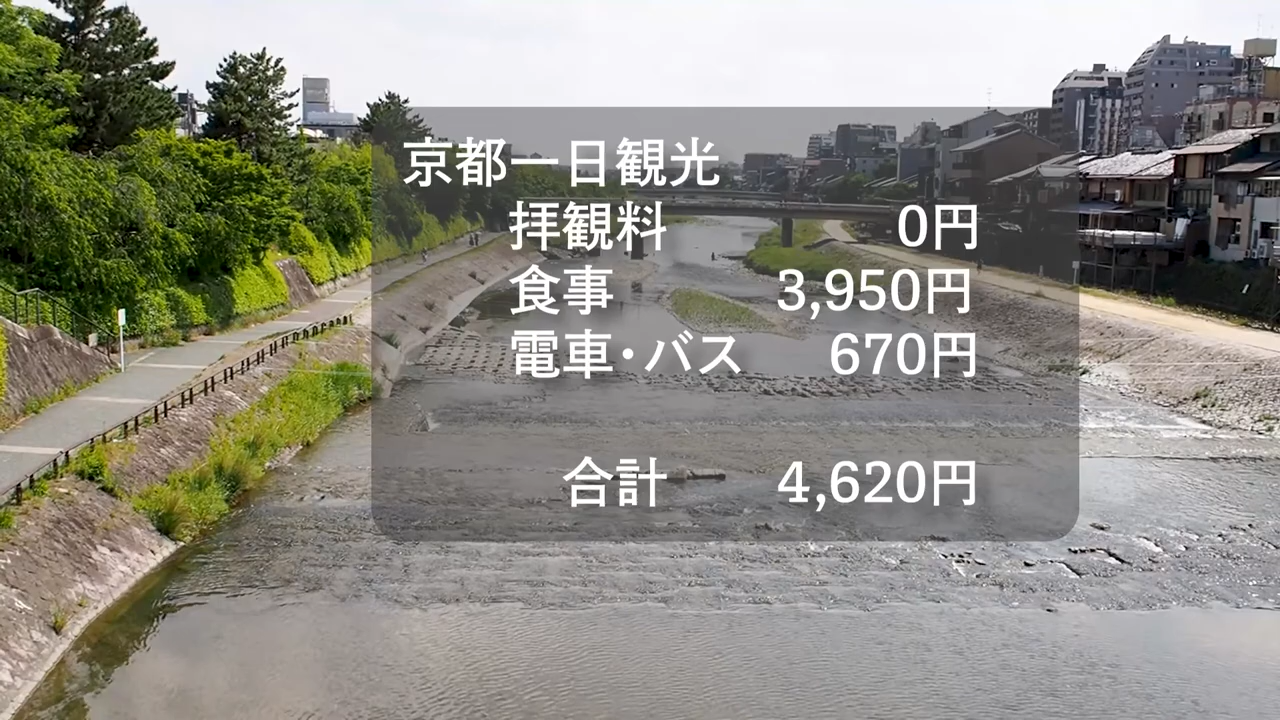 京都一日観光
拝観料 0円
食事 3,950円
電車・バス 670円
合計 4,620円